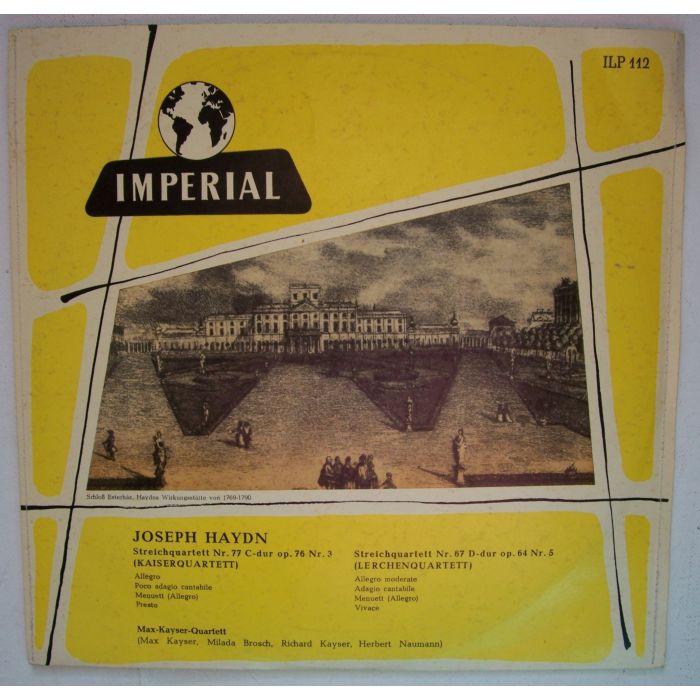 ILP 112
IMPERIAL
Schloß Esterház, Haydns Wirkungsstätte von 1769-1790
JOSEPH HAYDN
Streichquartett Nr. 77 C-dur op. 76 Nr. 3
(KAISERQUARTETT)
Allegro
Poco adagio cantabile
Menuett (Allegro)
Presto
Streichquartett Nr. 67 D-dur op. 64 Nr. 5
(LERCHENQUARTETT)
Allegro moderate
Adagio cantabile
Menuett (Allegro)
Vivace
Max-Kayser-Quartett
(Max Kayser, Milada Brosch, Richard Kayser, Herbert Naumann)